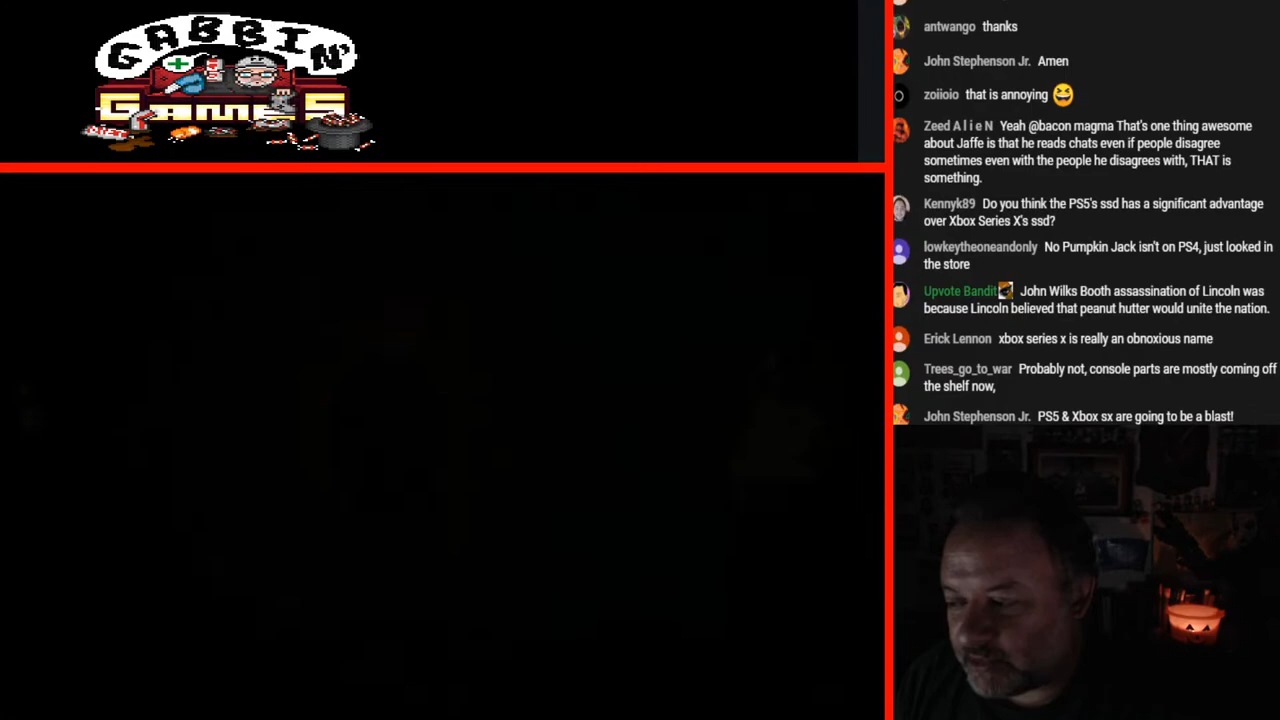 GABBIN'
GAMES
antwango thanks
John Stephenson Jr. Amen
zoiioio that is annoying 😆
Zeed A l i e N Yeah @bacon magma That's one thing awesome
about Jaffe is that he reads chats even if people disagree
sometimes even with the people he disagrees with, THAT is
something.
Kennyk89 Do you think the PS5's ssd has a significant advantage
over Xbox Series X's ssd?
lowkeytheoneandonly No Pumpkin Jack isn't on PS4, just looked in
the store
Upvote Bandit John Wilks Booth assassination of Lincoln was
because Lincoln believed that peanut hutter would unite the nation.
Erick Lennon xbox series x is really an obnoxious name
Trees_go_to_war Probably not, console parts are mostly coming off
the shelf now,
John Stephenson Jr. PS5 & Xbox sx are going to be a blast!